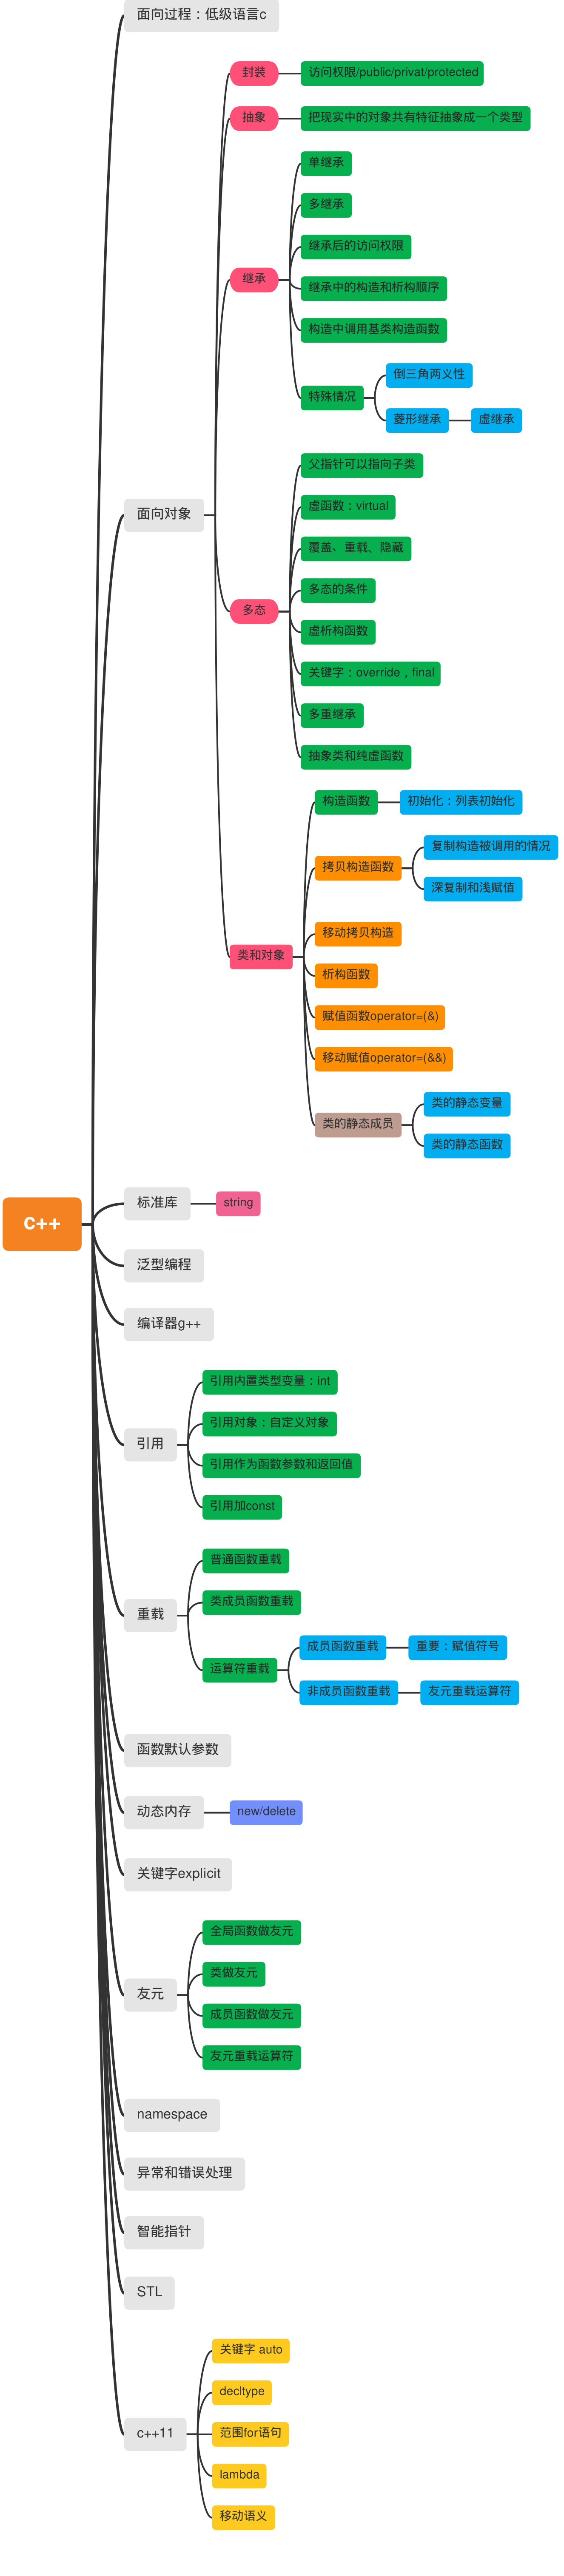 面向过程：低级语言c
封装
访问权限/public/privat/protected
抽象
把现实中的对象共有特征抽象成一个类型
单继承
多继承
继承后的访问权限
继承
继承中的构造和析构顺序
构造中调用基类构造函数
倒三角两义性
特殊情况
菱形继承
虚继承
父指针可以指向子类
面向对象
虚函数：virtual
覆盖、重载、隐藏
多态的条件
多态
虚析构函数
关键字：override，final
多重继承
抽象类和纯虚函数
构造函数
初始化：列表初始化
复制构造被调用的情况
拷贝构造函数
深复制和浅赋值
移动拷贝构造
类和对象
析构函数
赋值函数operator=(&)
移动赋值operator=(&&)
类的静态变量
类的静态成员
类的静态函数
标准库
string
c++
泛型编程
编译器g++
引用内置类型变量：int
引用对象：自定义对象
引用
引用作为函数参数和返回值
引用加const
普通函数重载
类成员函数重载
重载
成员函数重载
重要：赋值符号
运算符重载
非成员函数重载
友元重载运算符
函数默认参数
动态内存
new/delete
关键字explicit
全局函数做友元
类做友元
友元
成员函数做友元
友元重载运算符
namespace
异常和错误处理
智能指针
STL
关键字 auto
decltype
c++11
范围for语句
lambda
移动语义